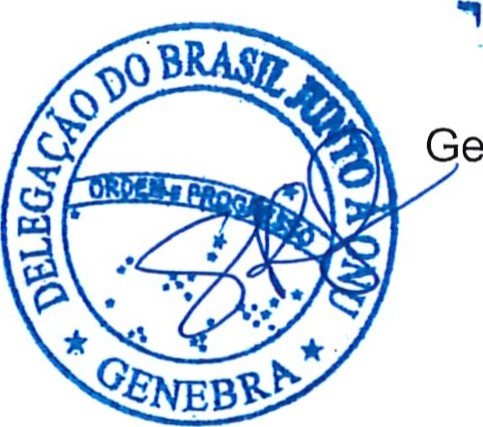 DELEGAÇÃO DO BRASIL JUNTO À ONU
ORDEM E PROGRESSO
★ GENEBRA ★
Ge